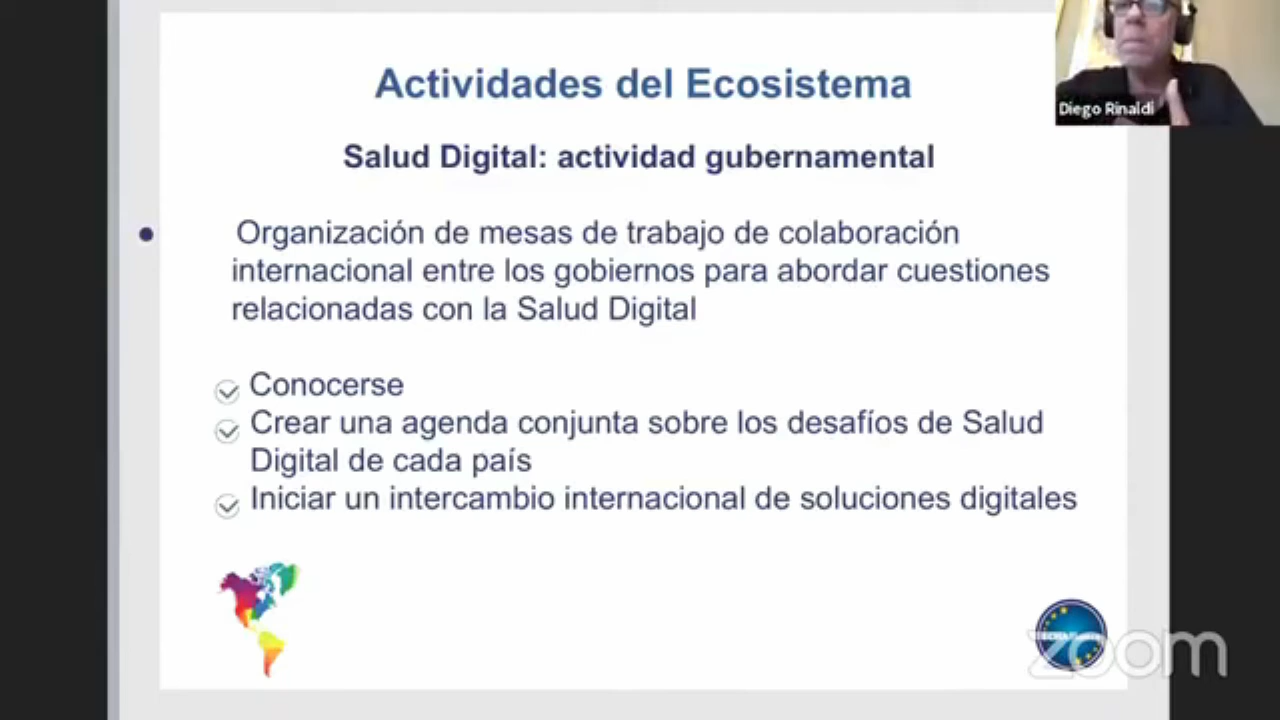 Actividades del Ecosistema
Diego Rinaldi
Salud Digital: actividad gubernamental
Organización de mesas de trabajo de colaboración
internacional entre los gobiernos para abordar cuestiones
relacionadas con la Salud Digital
Conocerse
Crear una agenda conjunta sobre los desafíos de Salud
Digital de cada país
Iniciar un intercambio internacional de soluciones digitales
zoom